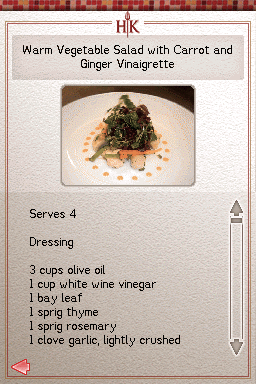 HK
Warm Vegetable Salad with Carrot and
Ginger Vinaigrette
Serves 4
Dressing
3 cups olive oil
1 cup white wine vinegar
1 bay leaf
1 sprig thyme
1 sprig rosemary
1 clove garlic, lightly crushed